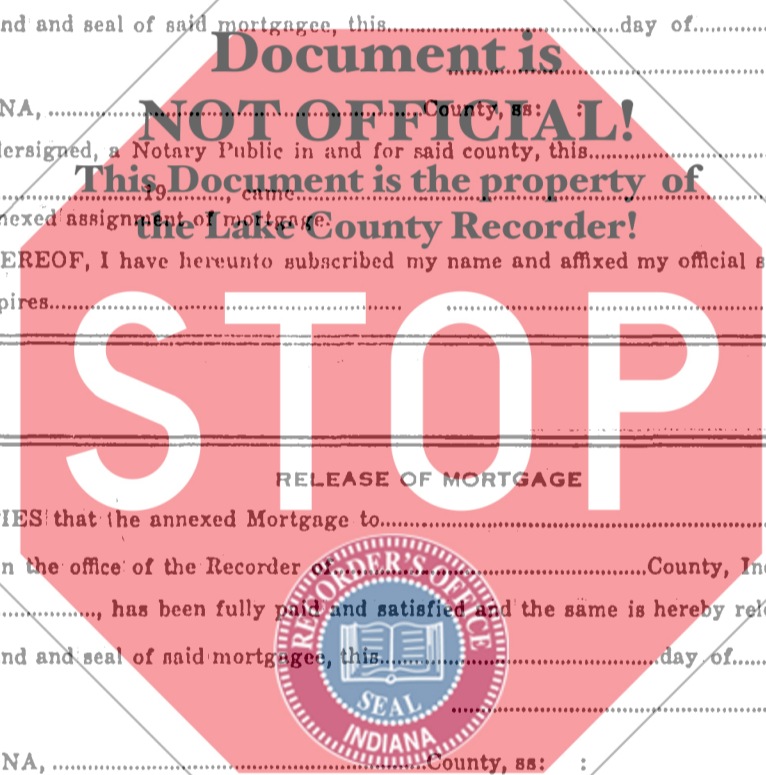 nd and seal of said mortgagee, this....................day of..........
Document is
NA, ....................County, ss: :
NOT OFFICIAL!
dersigned, a Notary Public in and for said county, this..........
This Document is the property of
..........19........, came..........
nexed assignment of mortgage.
the Lake County Recorder!
EREOF, I have hereunto subscribed my name and affixed my official s
pires....................
STOP
RELEASE OF MORTGAGE
IES that the annexed Mortgage to....................
n the office of the Recorder of....................County, In
.........., has been fully paid and satisfied and the same is hereby rel
nd and seal of said mortgagee, this....................day of..........
RECORDER'S OFFICE
SEAL
INDIANA
NA, ....................County, ss: :